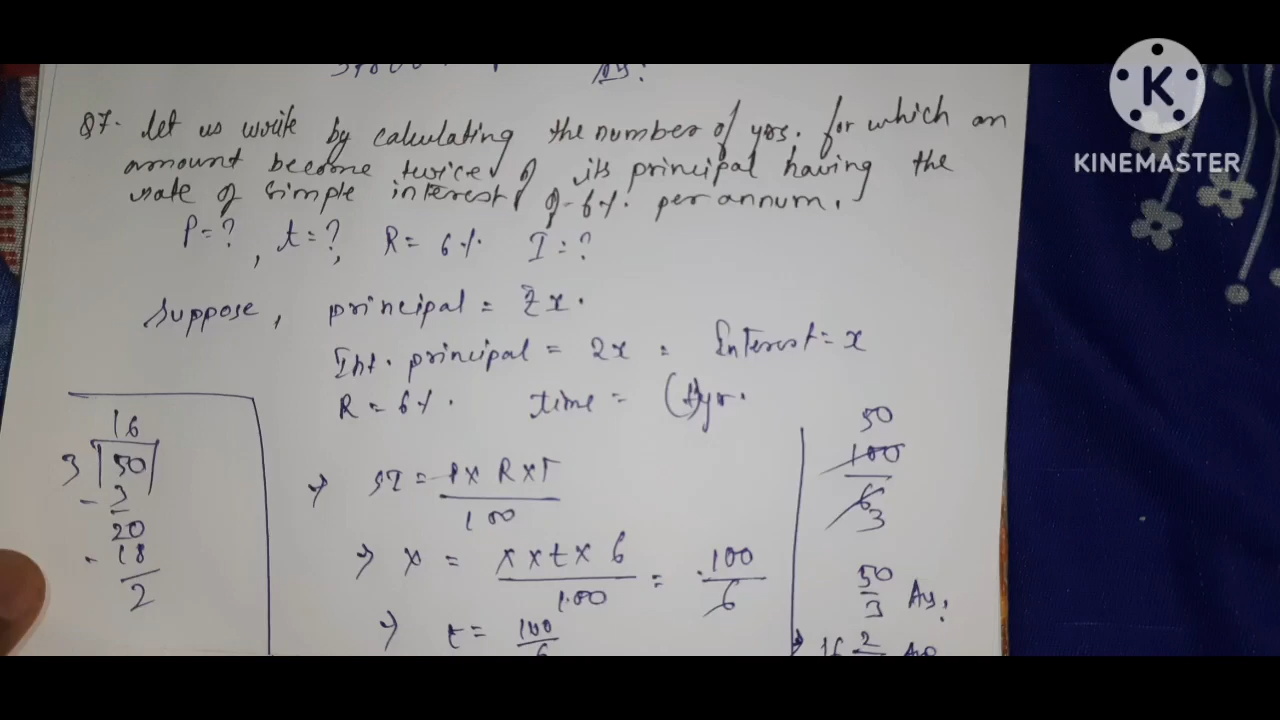 Q7. Let us write by calculating the number of yrs. for which an
amount become twice of its principal having the
rate of simple interest of 6%. per annum.
P = ?, t = ?, R = 6%. I = ?
Suppose, principal = ₹ x.
Int. principal = 2x = Interest = x
R = 6%. time = (t)yr.
16
3 50
- 3
20
- 18
2
→ SI = P x R x T
100
→ x = x x t x 6 = 100
100 6
→ t = 100
6
50
100
6
3
50
3 Ans.
→ 16 2
K
KINEMASTER